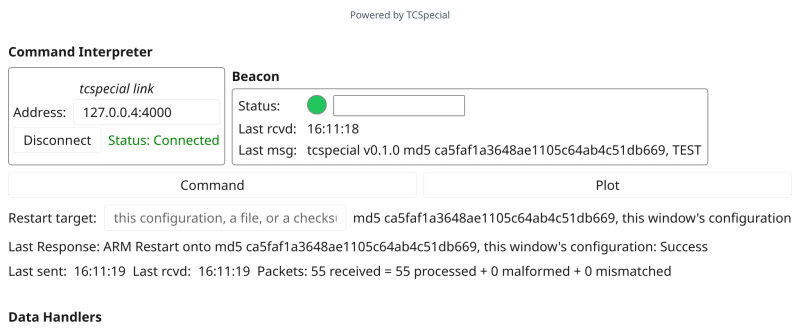 Powered by TCSpecial
Command Interpreter
tcspecial link
Address: 127.0.0.4:4000
Disconnect Status: Connected
Beacon
Status:
Last rcvd: 16:11:18
Last msg: tcspecial v0.1.0 md5 ca5faf1a3648ae1105c64ab4c51db669, TEST
Command Plot
Restart target: this configuration, a file, or a checksu md5 ca5faf1a3648ae1105c64ab4c51db669, this window's configuration
Last Response: ARM Restart onto md5 ca5faf1a3648ae1105c64ab4c51db669, this window's configuration: Success
Last sent: 16:11:19 Last rcvd: 16:11:19 Packets: 55 received = 55 processed + 0 malformed + 0 mismatched
Data Handlers